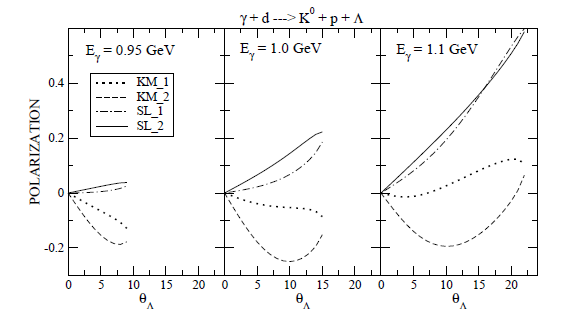 γ + d ---> K⁰ + p + Λ
E_γ = 0.95 GeV
E_γ = 1.0 GeV
E_γ = 1.1 GeV
KM_1
KM_2
SL_1
SL_2
POLARIZATION
0.4
0.2
0
-0.2
0 5 10 15 20 0 5 10 15 20 0 5 10 15 20
θ_Λ θ_Λ θ_Λ